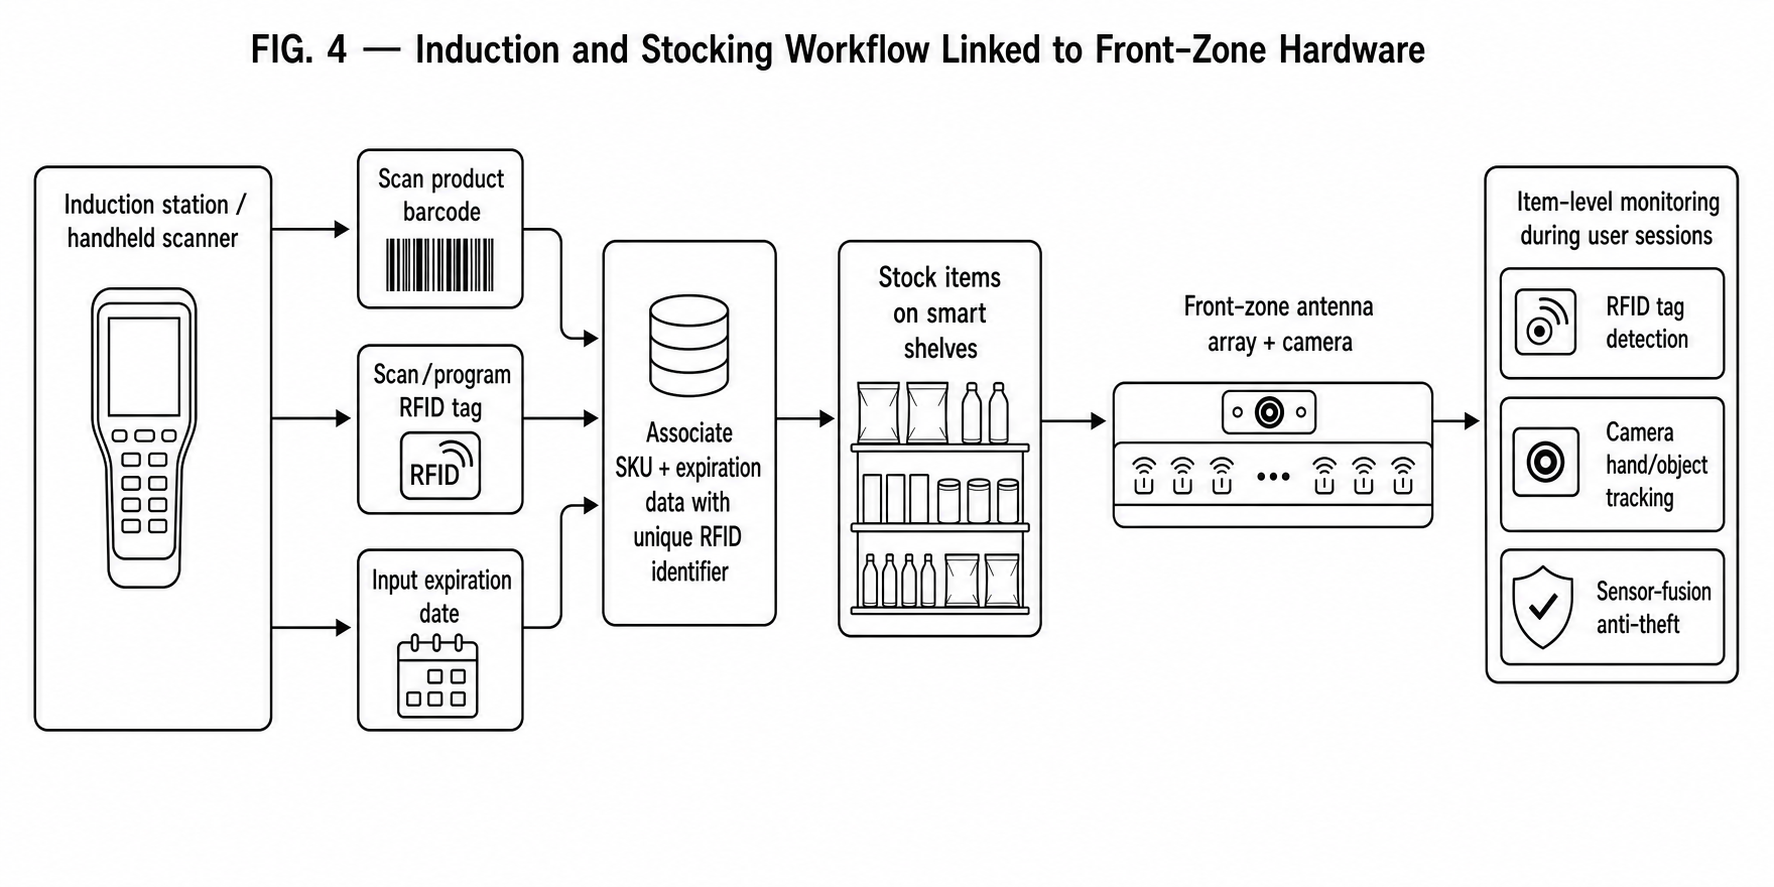 FIG. 4 — Induction and Stocking Workflow Linked to Front-Zone Hardware
Induction station /
handheld scanner
Scan product
barcode
Scan/program
RFID tag
RFID
Input expiration
date
Associate
SKU + expiration
data with
unique RFID
identifier
Stock items
on smart
shelves
Front-zone antenna
array + camera
Item-level monitoring
during user sessions
RFID tag
detection
Camera
hand/object
tracking
Sensor-fusion
anti-theft